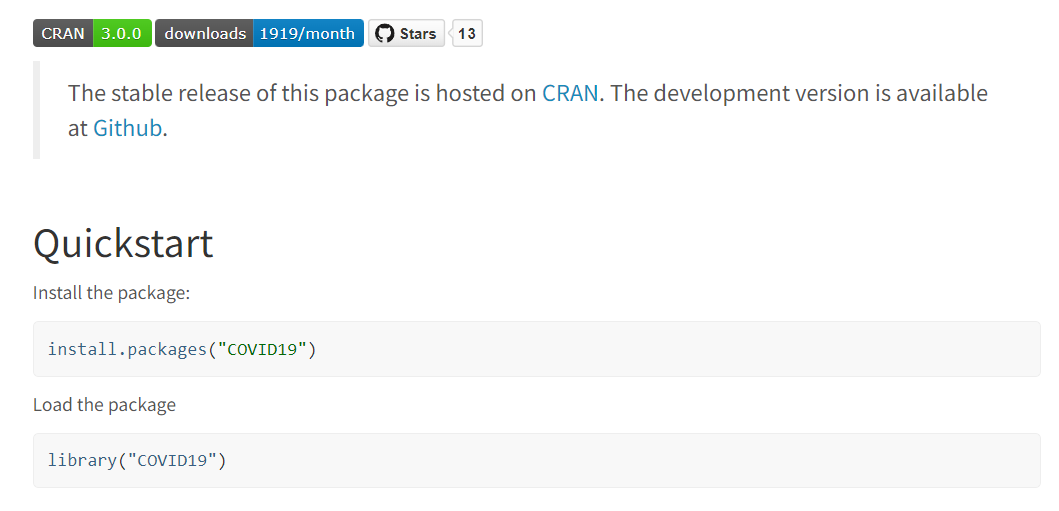 CRAN 3.0.0 downloads 1919/month Stars 13
The stable release of this package is hosted on CRAN. The development version is available
at Github.
Quickstart
Install the package:
install.packages("COVID19")
Load the package
library("COVID19")